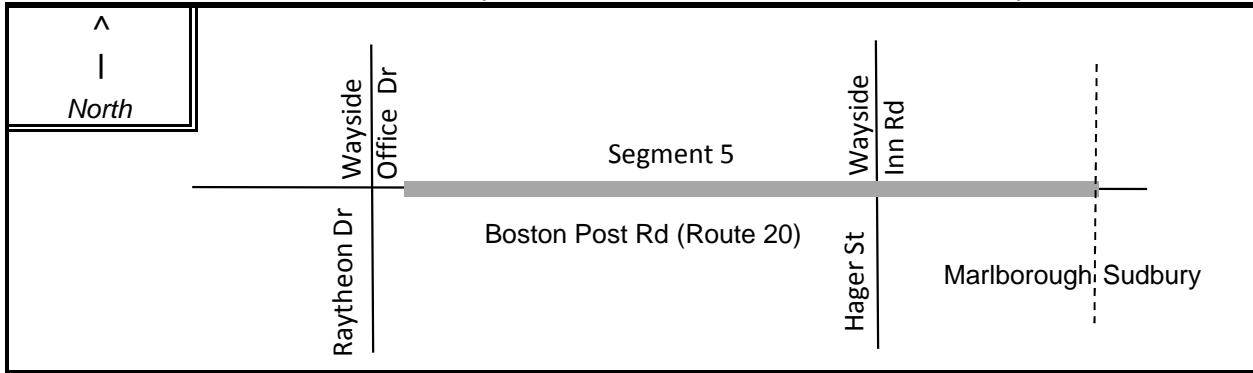 ^
|
North
Wayside
Office Dr
Segment 5
Wayside
Inn Rd
Raytheon Dr
Boston Post Rd (Route 20)
Hager St
Marlborough
Sudbury